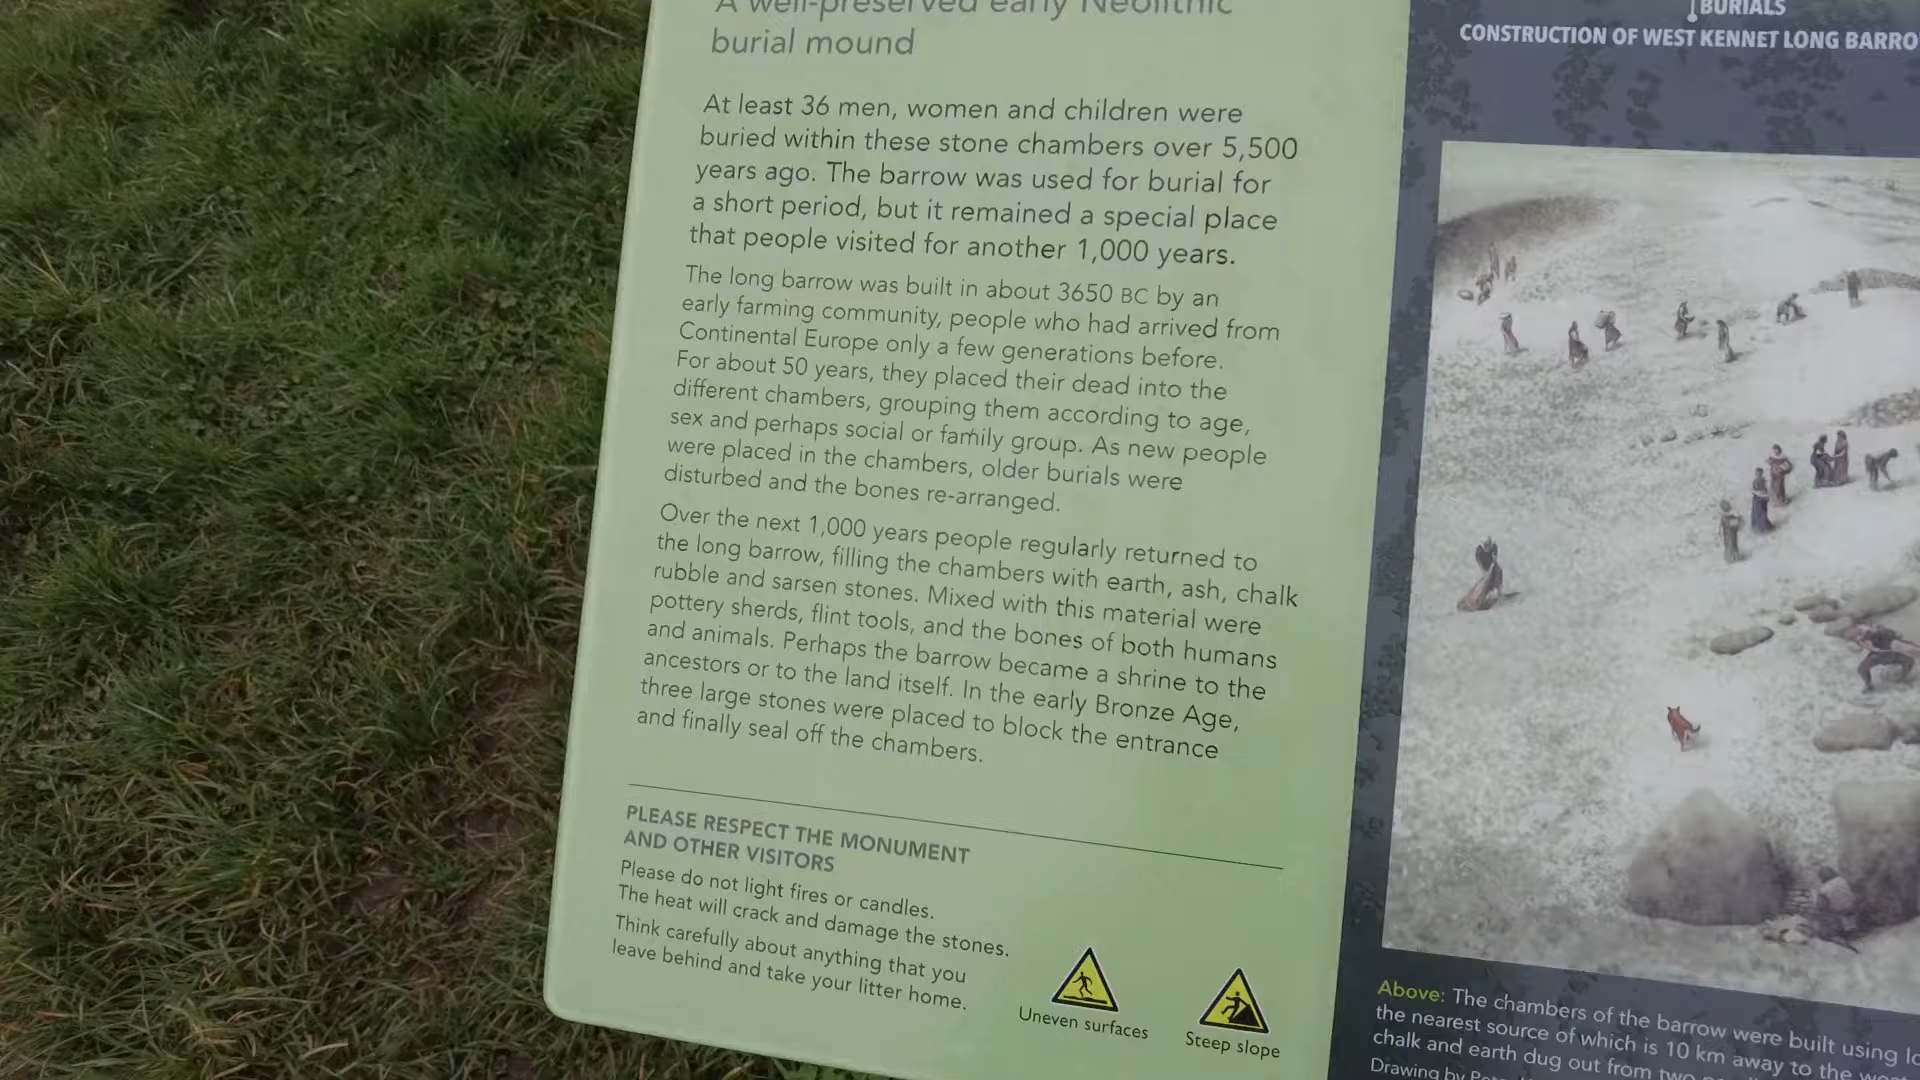 A well-preserved early Neolithic
burial mound
At least 36 men, women and children were
buried within these stone chambers over 5,500
years ago. The barrow was used for burial for
a short period, but it remained a special place
that people visited for another 1,000 years.
The long barrow was built in about 3650 BC by an
early farming community, people who had arrived from
Continental Europe only a few generations before.
For about 50 years, they placed their dead into the
different chambers, grouping them according to age,
sex and perhaps social or family group. As new people
were placed in the chambers, older burials were
disturbed and the bones re-arranged.
Over the next 1,000 years people regularly returned to
the long barrow, filling the chambers with earth, ash, chalk
rubble and sarsen stones. Mixed with this material were
pottery sherds, flint tools, and the bones of both humans
and animals. Perhaps the barrow became a shrine to the
ancestors or to the land itself. In the early Bronze Age,
three large stones were placed to block the entrance
and finally seal off the chambers.
PLEASE RESPECT THE MONUMENT
AND OTHER VISITORS
Please do not light fires or candles.
The heat will crack and damage the stones.
Think carefully about anything that you
leave behind and take your litter home.
Uneven surfaces
Steep slope
BURIALS
CONSTRUCTION OF WEST KENNET LONG BARRO
Above: The chambers of the barrow were built using
the nearest source of which is 10 km away to the
chalk and earth dug out from two
Drawing by